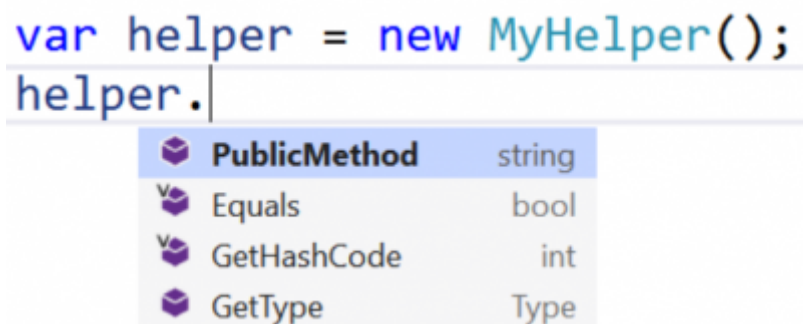 var helper = new MyHelper();
helper.
PublicMethod string
V Equals bool
V GetHashCode int
GetType Type